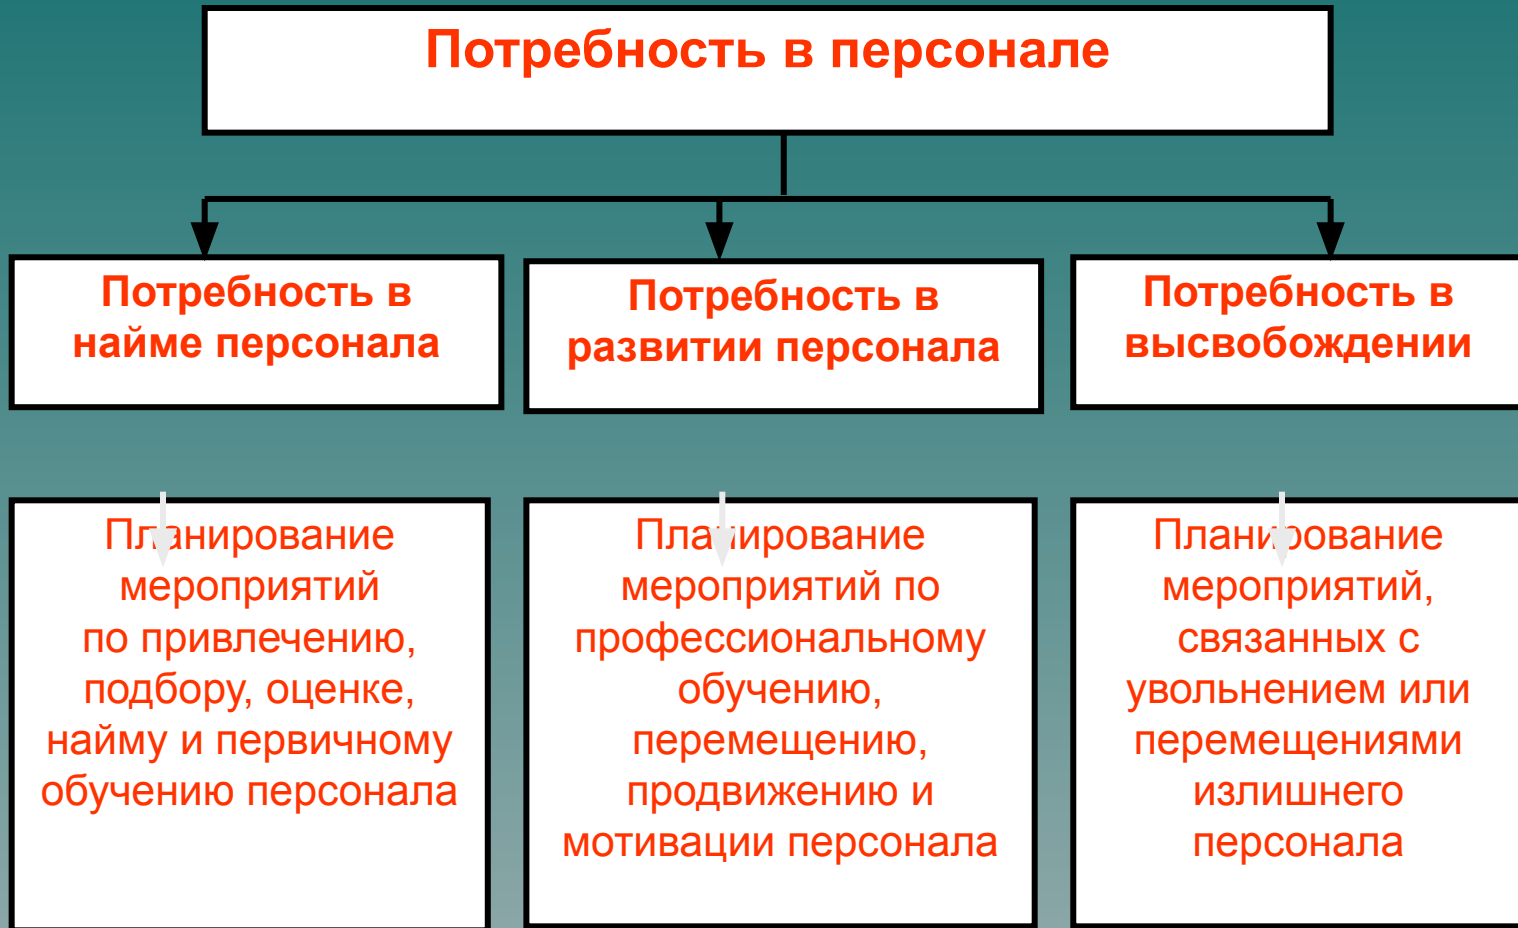 Потребность в персонале
Потребность в
найме персонала
Потребность в
развитии персонала
Потребность в
высвобождении
Планирование
мероприятий
по привлечению,
подбору, оценке,
найму и первичному
обучению персонала
Планирование
мероприятий по
профессиональному
обучению,
перемещению,
продвижению и
мотивации персонала
Планирование
мероприятий,
связанных с
увольнением или
перемещениями
излишнего
персонала